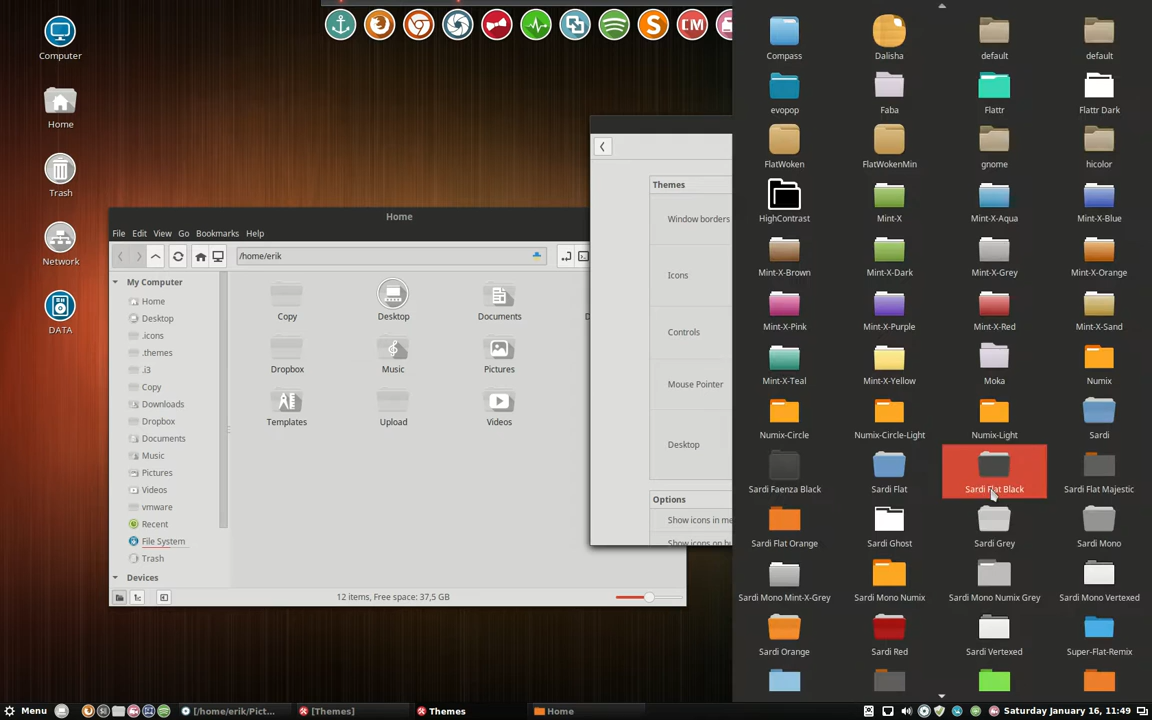 Computer
Home
Trash
Network
DATA
Home
File Edit View Go Bookmarks Help
/home/erik
My Computer
Home
Desktop
.icons
.themes
.i3
Copy
Downloads
Dropbox
Documents
Music
Pictures
Videos
vmware
Recent
File System
Trash
Devices
Copy Desktop Documents
Dropbox Music Pictures
Templates Upload Videos
12 items, Free space: 37,5 GB
Themes
Window borders
Icons
Controls
Mouse Pointer
Desktop
Options
Show icons in me
Show icons on bu
Compass Dalisha default default
evopop Faba Flattr Flattr Dark
FlatWoken FlatWokenMin gnome hicolor
HighContrast Mint-X Mint-X-Aqua Mint-X-Blue
Mint-X-Brown Mint-X-Dark Mint-X-Grey Mint-X-Orange
Mint-X-Pink Mint-X-Purple Mint-X-Red Mint-X-Sand
Mint-X-Teal Mint-X-Yellow Moka Numix
Numix-Circle Numix-Circle-Light Numix-Light Sardi
Sardi Faenza Black Sardi Flat Sardi Flat Black Sardi Flat Majestic
Sardi Flat Orange Sardi Ghost Sardi Grey Sardi Mono
Sardi Mono Mint-X-Grey Sardi Mono Numix Sardi Mono Numix Grey Sardi Mono Vertexed
Sardi Orange Sardi Red Sardi Vertexed Super-Flat-Remix
Menu [/home/erik/Pict... [Themes] Themes Home Saturday January 16, 11:49